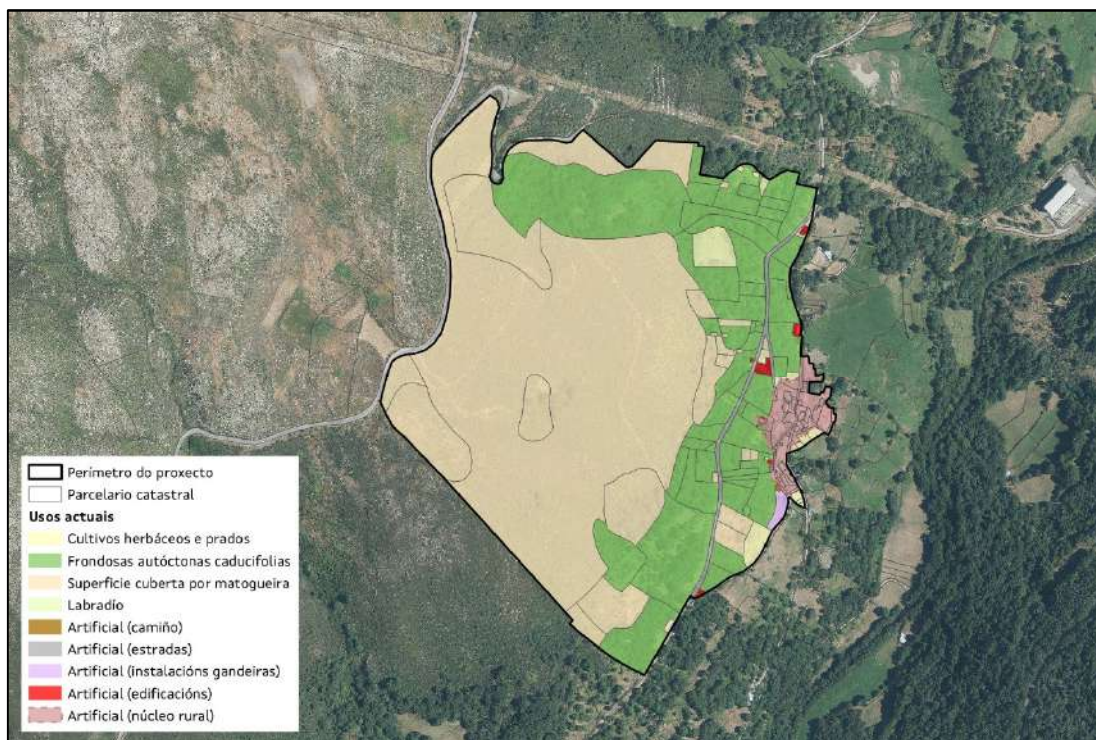 Perímetro do proxecto
Parcelario catastral
Usos actuais
Cultivos herbáceos e prados
Frondosas autóctonas caducifolias
Superficie cuberta por matogueira
Labradío
Artificial (camiño)
Artificial (estradas)
Artificial (instalacións gandeiras)
Artificial (edificacións)
Artificial (núcleo rural)